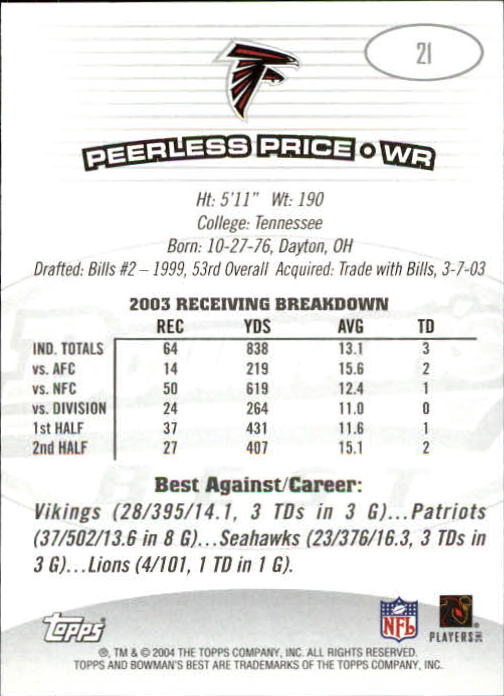 21
PEERLESS PRICE • WR
Ht: 5'11" Wt: 190
College: Tennessee
Born: 10-27-76, Dayton, OH
Drafted: Bills #2 – 1999, 53rd Overall Acquired: Trade with Bills, 3-7-03
2003 RECEIVING BREAKDOWN
REC YDS AVG TD
IND. TOTALS 64 838 13.1 3
vs. AFC 14 219 15.6 2
vs. NFC 50 619 12.4 1
vs. DIVISION 24 264 11.0 0
1st HALF 37 431 11.6 1
2nd HALF 27 407 15.1 2
Best Against/Career:
Vikings (28/395/14.1, 3 TDs in 3 G)...Patriots
(37/502/13.6 in 8 G)...Seahawks (23/376/16.3, 3 TDs in
3 G)...Lions (4/101, 1 TD in 1 G).
topps
NFL
PLAYERS INC
®, TM & © 2004 THE TOPPS COMPANY, INC. ALL RIGHTS RESERVED.
TOPPS AND BOWMAN'S BEST ARE TRADEMARKS OF THE TOPPS COMPANY, INC.